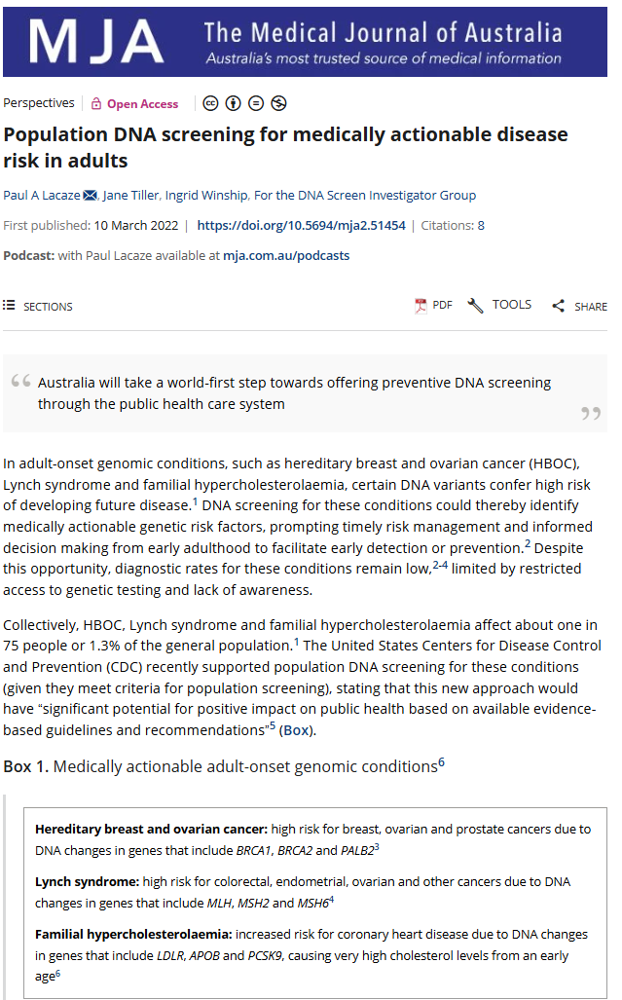 MJA
The Medical Journal of Australia
Australia's most trusted source of medical information
Perspectives
Open Access
cc
Population DNA screening for medically actionable disease
risk in adults
Paul A Lacaze, Jane Tiller, Ingrid Winship, For the DNA Screen Investigator Group
First published: 10 March 2022 | https://doi.org/10.5694/mja2.51454 | Citations: 8
Podcast: with Paul Lacaze available at mja.com.au/podcasts
SECTIONS
PDF
TOOLS
SHARE
“
Australia will take a world-first step towards offering preventive DNA screening
through the public health care system
”
In adult-onset genomic conditions, such as hereditary breast and ovarian cancer (HBOC),
Lynch syndrome and familial hypercholesterolaemia, certain DNA variants confer high risk
of developing future disease.1 DNA screening for these conditions could thereby identify
medically actionable genetic risk factors, prompting timely risk management and informed
decision making from early adulthood to facilitate early detection or prevention.2 Despite
this opportunity, diagnostic rates for these conditions remain low,2-4 limited by restricted
access to genetic testing and lack of awareness.
Collectively, HBOC, Lynch syndrome and familial hypercholesterolaemia affect about one in
75 people or 1.3% of the general population.1 The United States Centers for Disease Control
and Prevention (CDC) recently supported population DNA screening for these conditions
(given they meet criteria for population screening), stating that this new approach would
have “significant potential for positive impact on public health based on available evidence-
based guidelines and recommendations”5 (Box).
Box 1. Medically actionable adult-onset genomic conditions6
Hereditary breast and ovarian cancer: high risk for breast, ovarian and prostate cancers due to
DNA changes in genes that include BRCA1, BRCA2 and PALB23
Lynch syndrome: high risk for colorectal, endometrial, ovarian and other cancers due to DNA
changes in genes that include MLH, MSH2 and MSH64
Familial hypercholesterolaemia: increased risk for coronary heart disease due to DNA changes
in genes that include LDLR, APOB and PCSK9, causing very high cholesterol levels from an early
age6